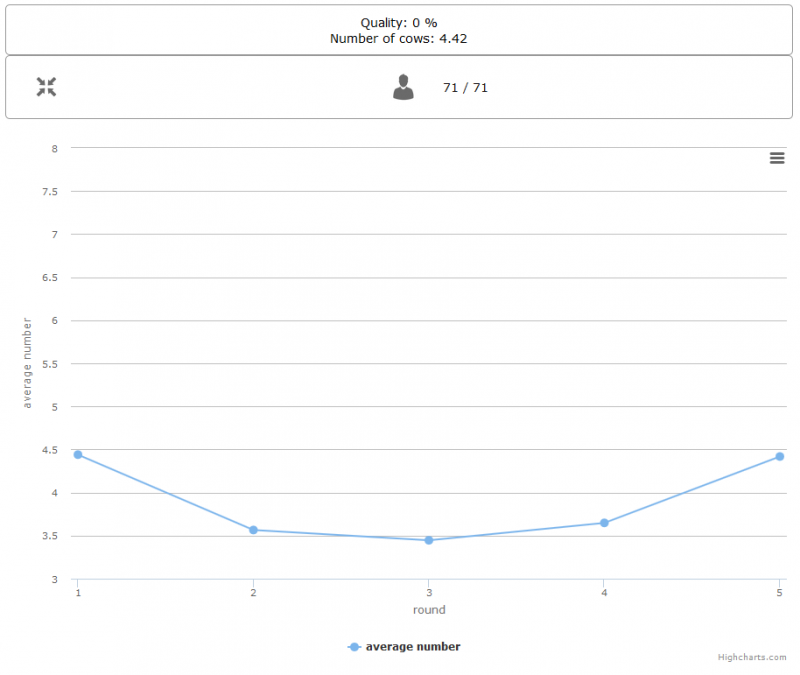 Quality: 0 %
Number of cows: 4.42
71 / 71
8
7.5
7
6.5
6
5.5
5
4.5
4
3.5
3
average number
1 2 3 4 5
round
average number
Highcharts.com